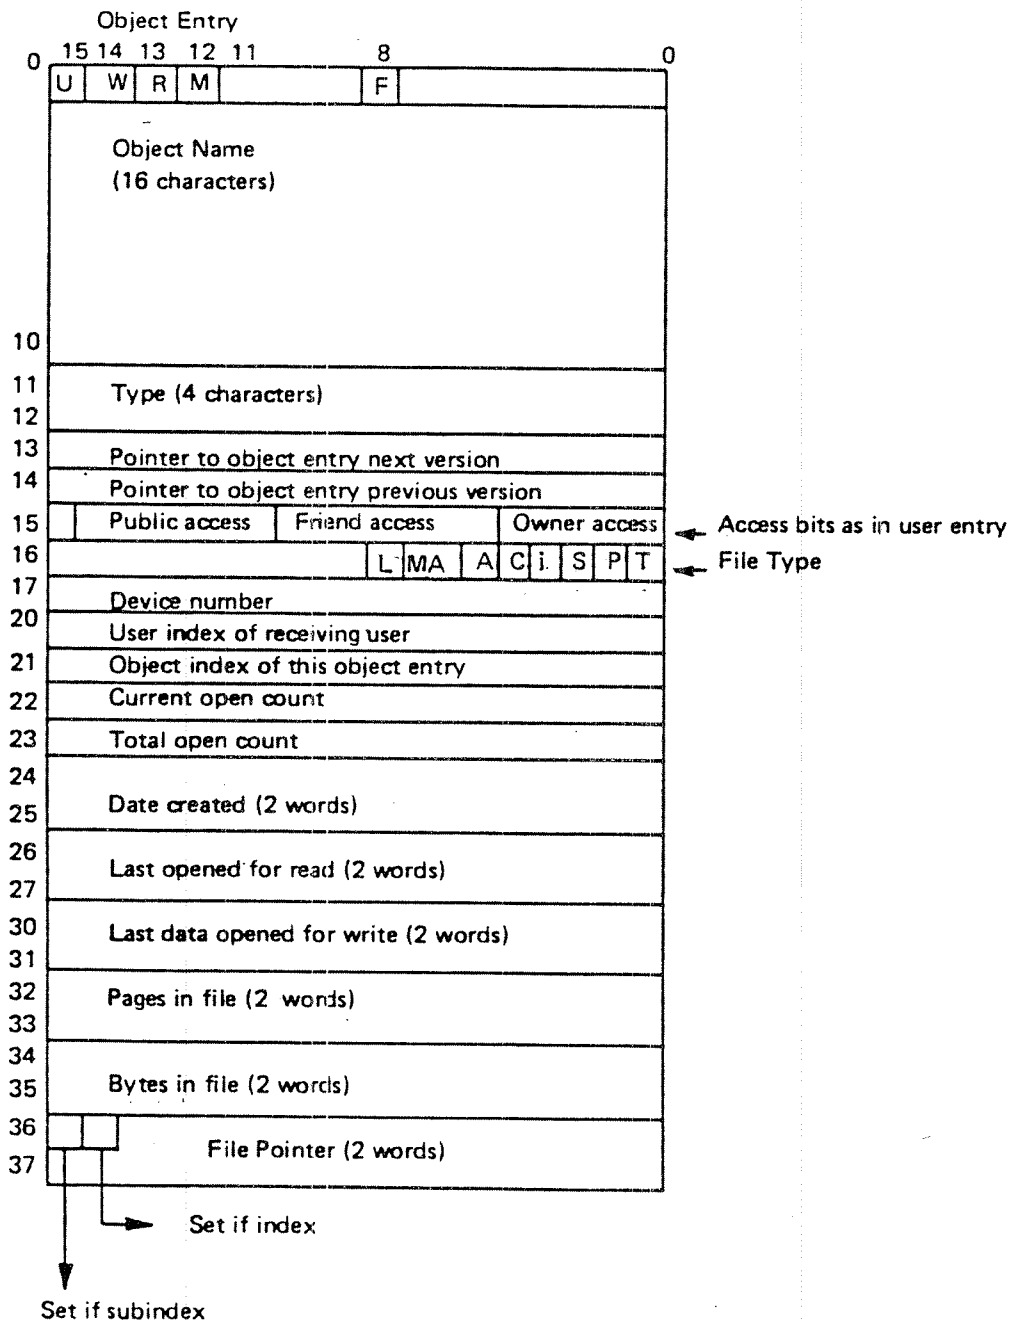 Object Entry
15 14 13 12 11 8 0
0 U W R M F
Object Name
(16 characters)
10
11
Type (4 characters)
12
13 Pointer to object entry next version
14 Pointer to object entry previous version
15 Public access Friend access Owner access Access bits as in user entry
16 L MA A C i. S P T File Type
17 Device number
20 User index of receiving user
21 Object index of this object entry
22 Current open count
23 Total open count
24
Date created (2 words)
25
26
Last opened for read (2 words)
27
30 Last data opened for write (2 words)
31
32 Pages in file (2 words)
33
34
35 Bytes in file (2 words)
36
File Pointer (2 words)
37
Set if index
Set if subindex